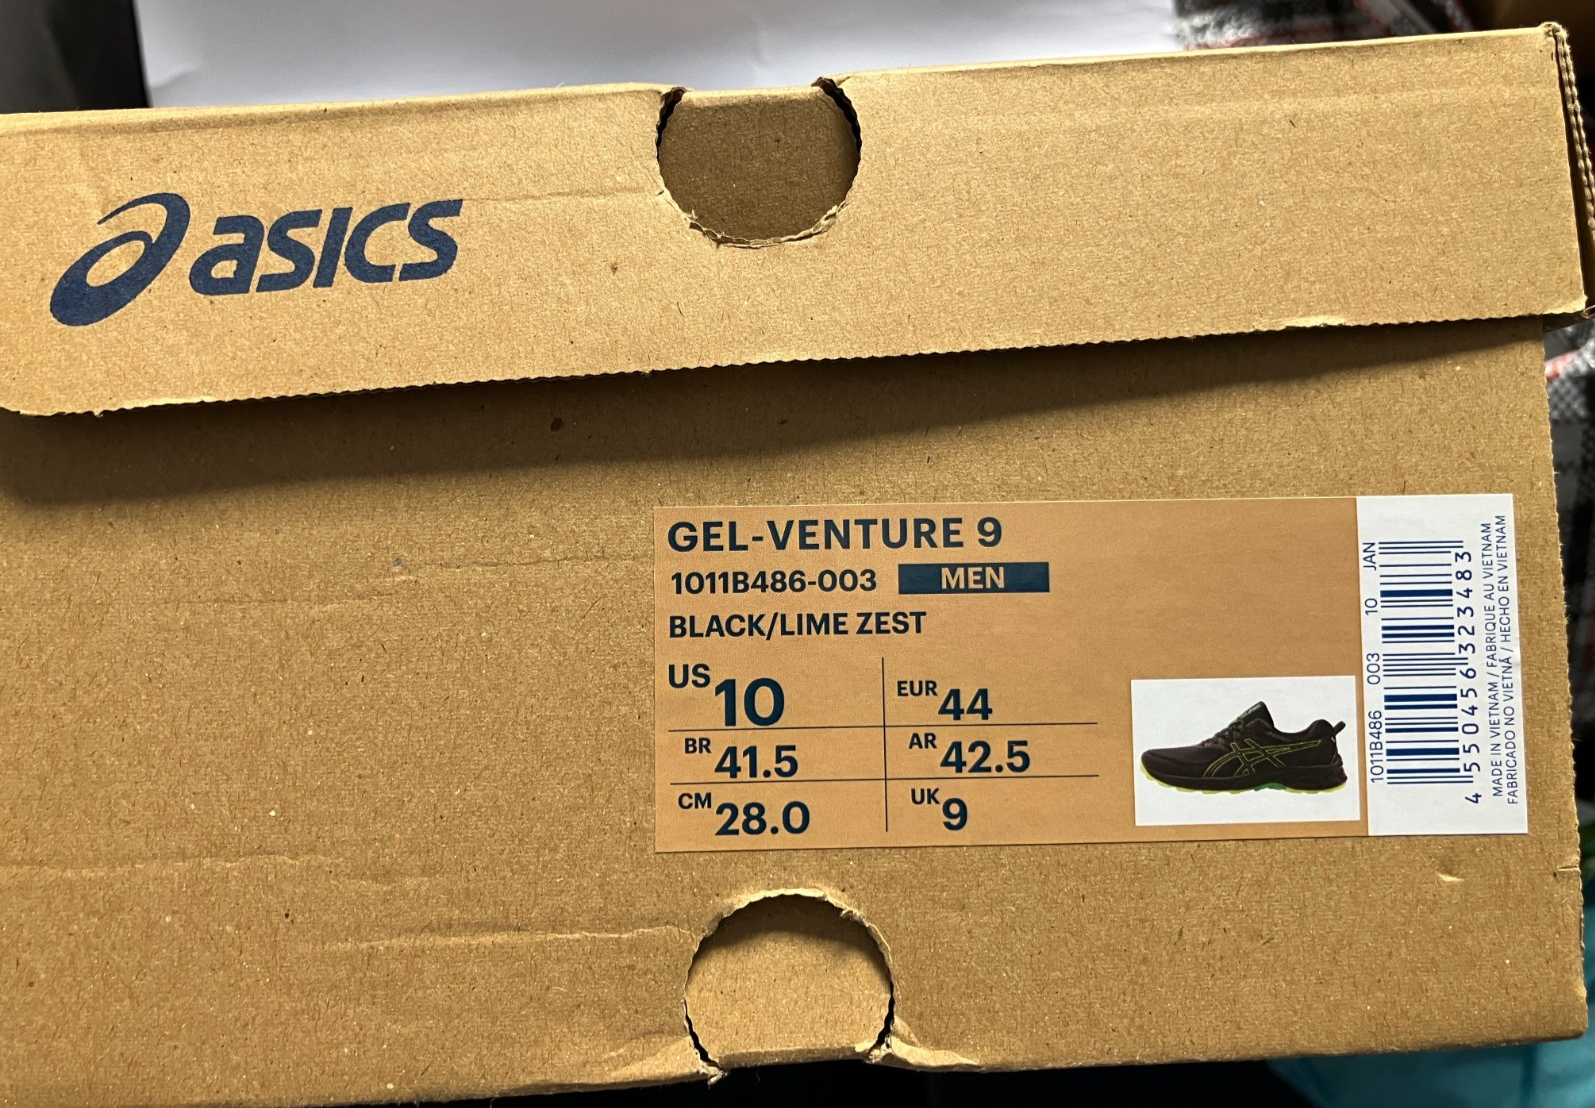 asics
GEL-VENTURE 9
1011B486-003 MEN
BLACK/LIME ZEST
US 10 EUR 44
BR 41.5 AR 42.5
CM 28.0 UK 9
1011B486 003 10 JAN
4 550456 323483
MADE IN VIETNAM / FABRIQUE AU VIETNAM
FABRICADO NO VIETNÃ / HECHO EN VIETNAM